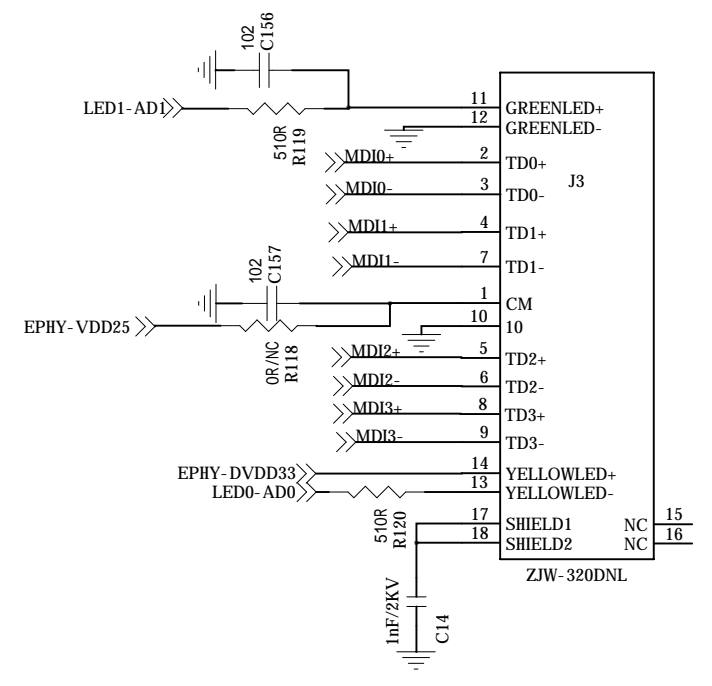 102
C156
LED1-AD1
510R
R119
11
GREENLED+
12
GREENLED-
MDI0+
2
TD0+
J3
MDI0-
3
TD0-
MDI1+
4
TD1+
MDI1-
7
TD1-
102
C157
1
CM
EPHY-VDD25
10
10
0R/NC
R118
MDI2+
5
TD2+
MDI2-
6
TD2-
MDI3+
8
TD3+
MDI3-
9
TD3-
EPHY-DVDD33
14
YELLOWLED+
LED0-AD0
13
YELLOWLED-
510R
R120
17
SHIELD1
NC
15
18
SHIELD2
NC
16
ZJW-320DNL
1nF/2KV
C14